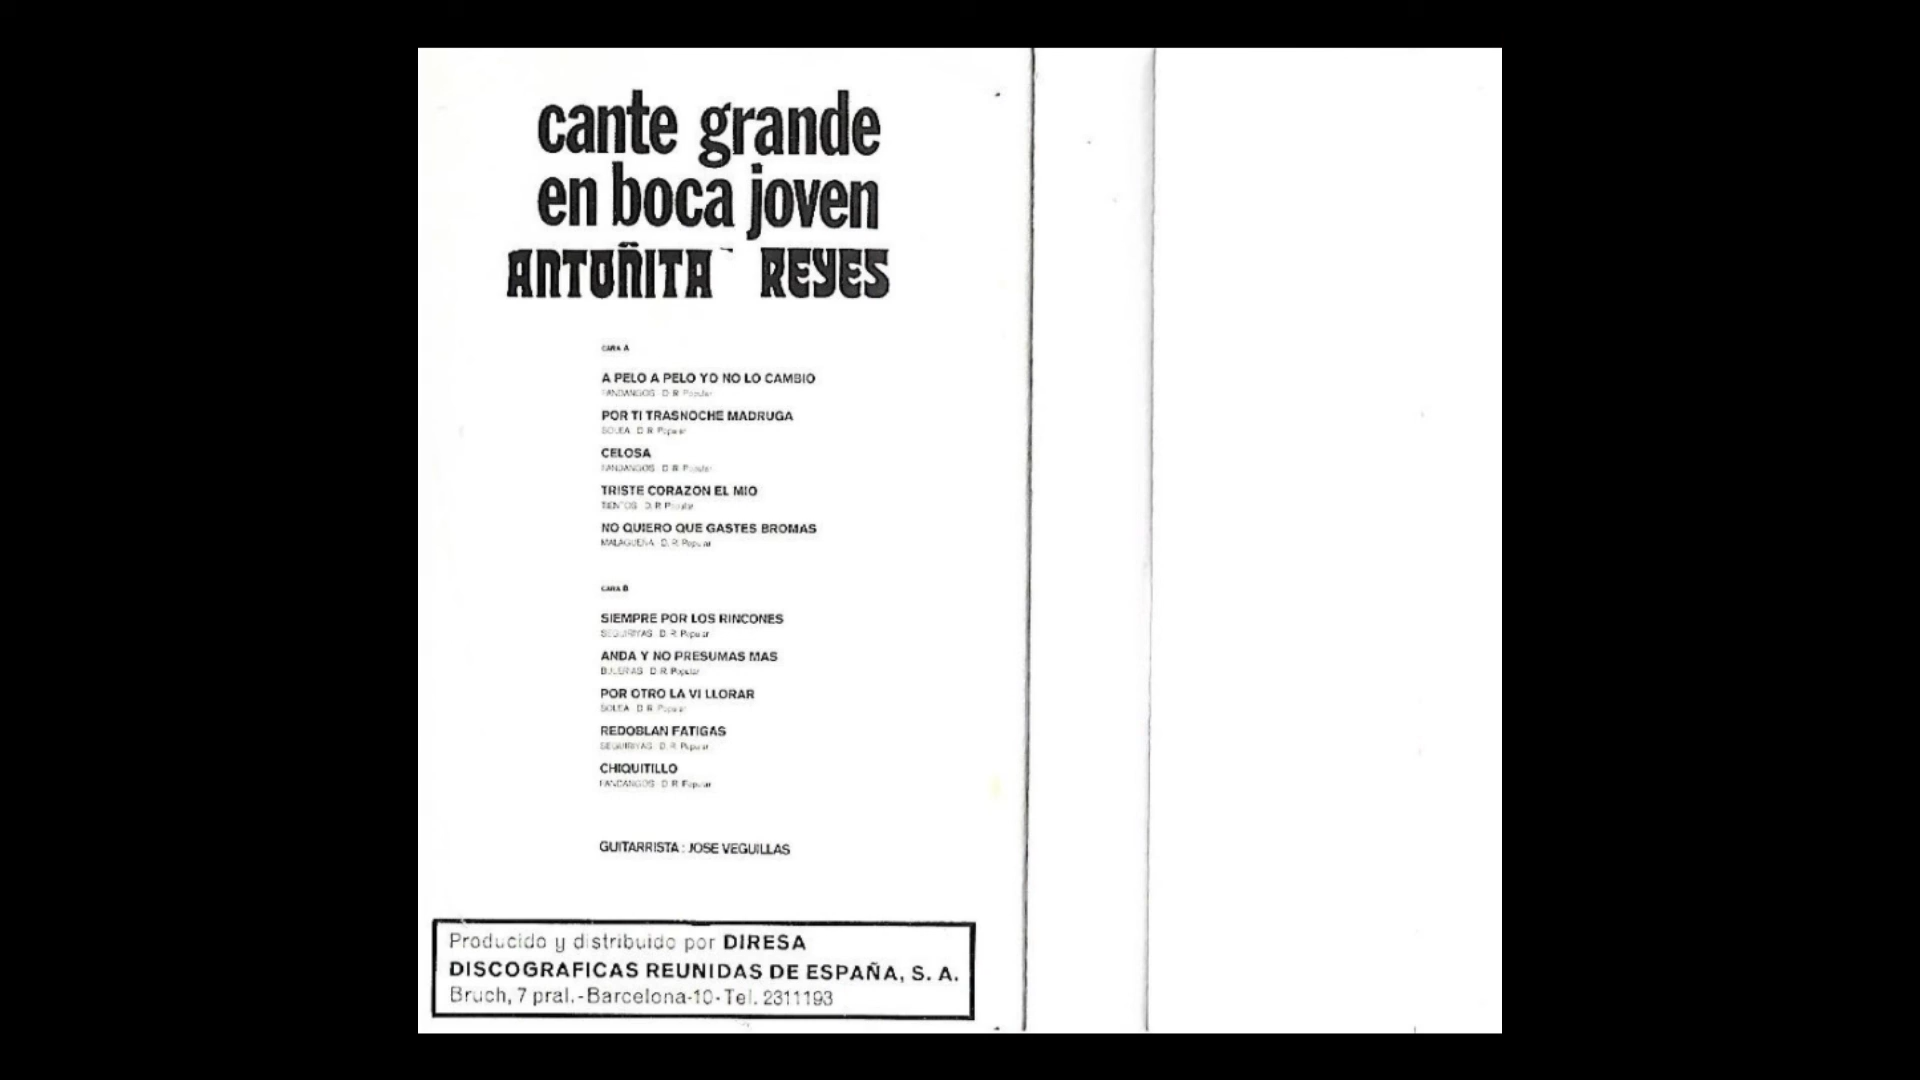 cante grande
en boca joven
ANTOÑITA REYES
CARA A
A PELO A PELO YO NO LO CAMBIO
FANDANGOS D. R. Popular
POR TI TRASNOCHE MADRUGA
SOLEA D. R. Popular
CELOSA
FANDANGOS D. R. Popular
TRISTE CORAZON EL MIO
TIENTOS D. R. Popular
NO QUIERO QUE GASTES BROMAS
MALAGUEÑA D. R. Popular
CARA B
SIEMPRE POR LOS RINCONES
SEGUIRIYAS D. R. Popular
ANDA Y NO PRESUMAS MAS
BULERIAS D. R. Popular
POR OTRO LA VI LLORAR
SOLEA D. R. Popular
REDOBLAN FATIGAS
SEGUIRIYAS D. R. Popular
CHIQUITILLO
FANDANGOS D. R. Popular
GUITARRISTA : JOSE VEGUILLAS
Producido y distribuido por DIRESA
DISCOGRAFICAS REUNIDAS DE ESPAÑA, S. A.
Bruch, 7 pral.-Barcelona-10-Tel. 2311193